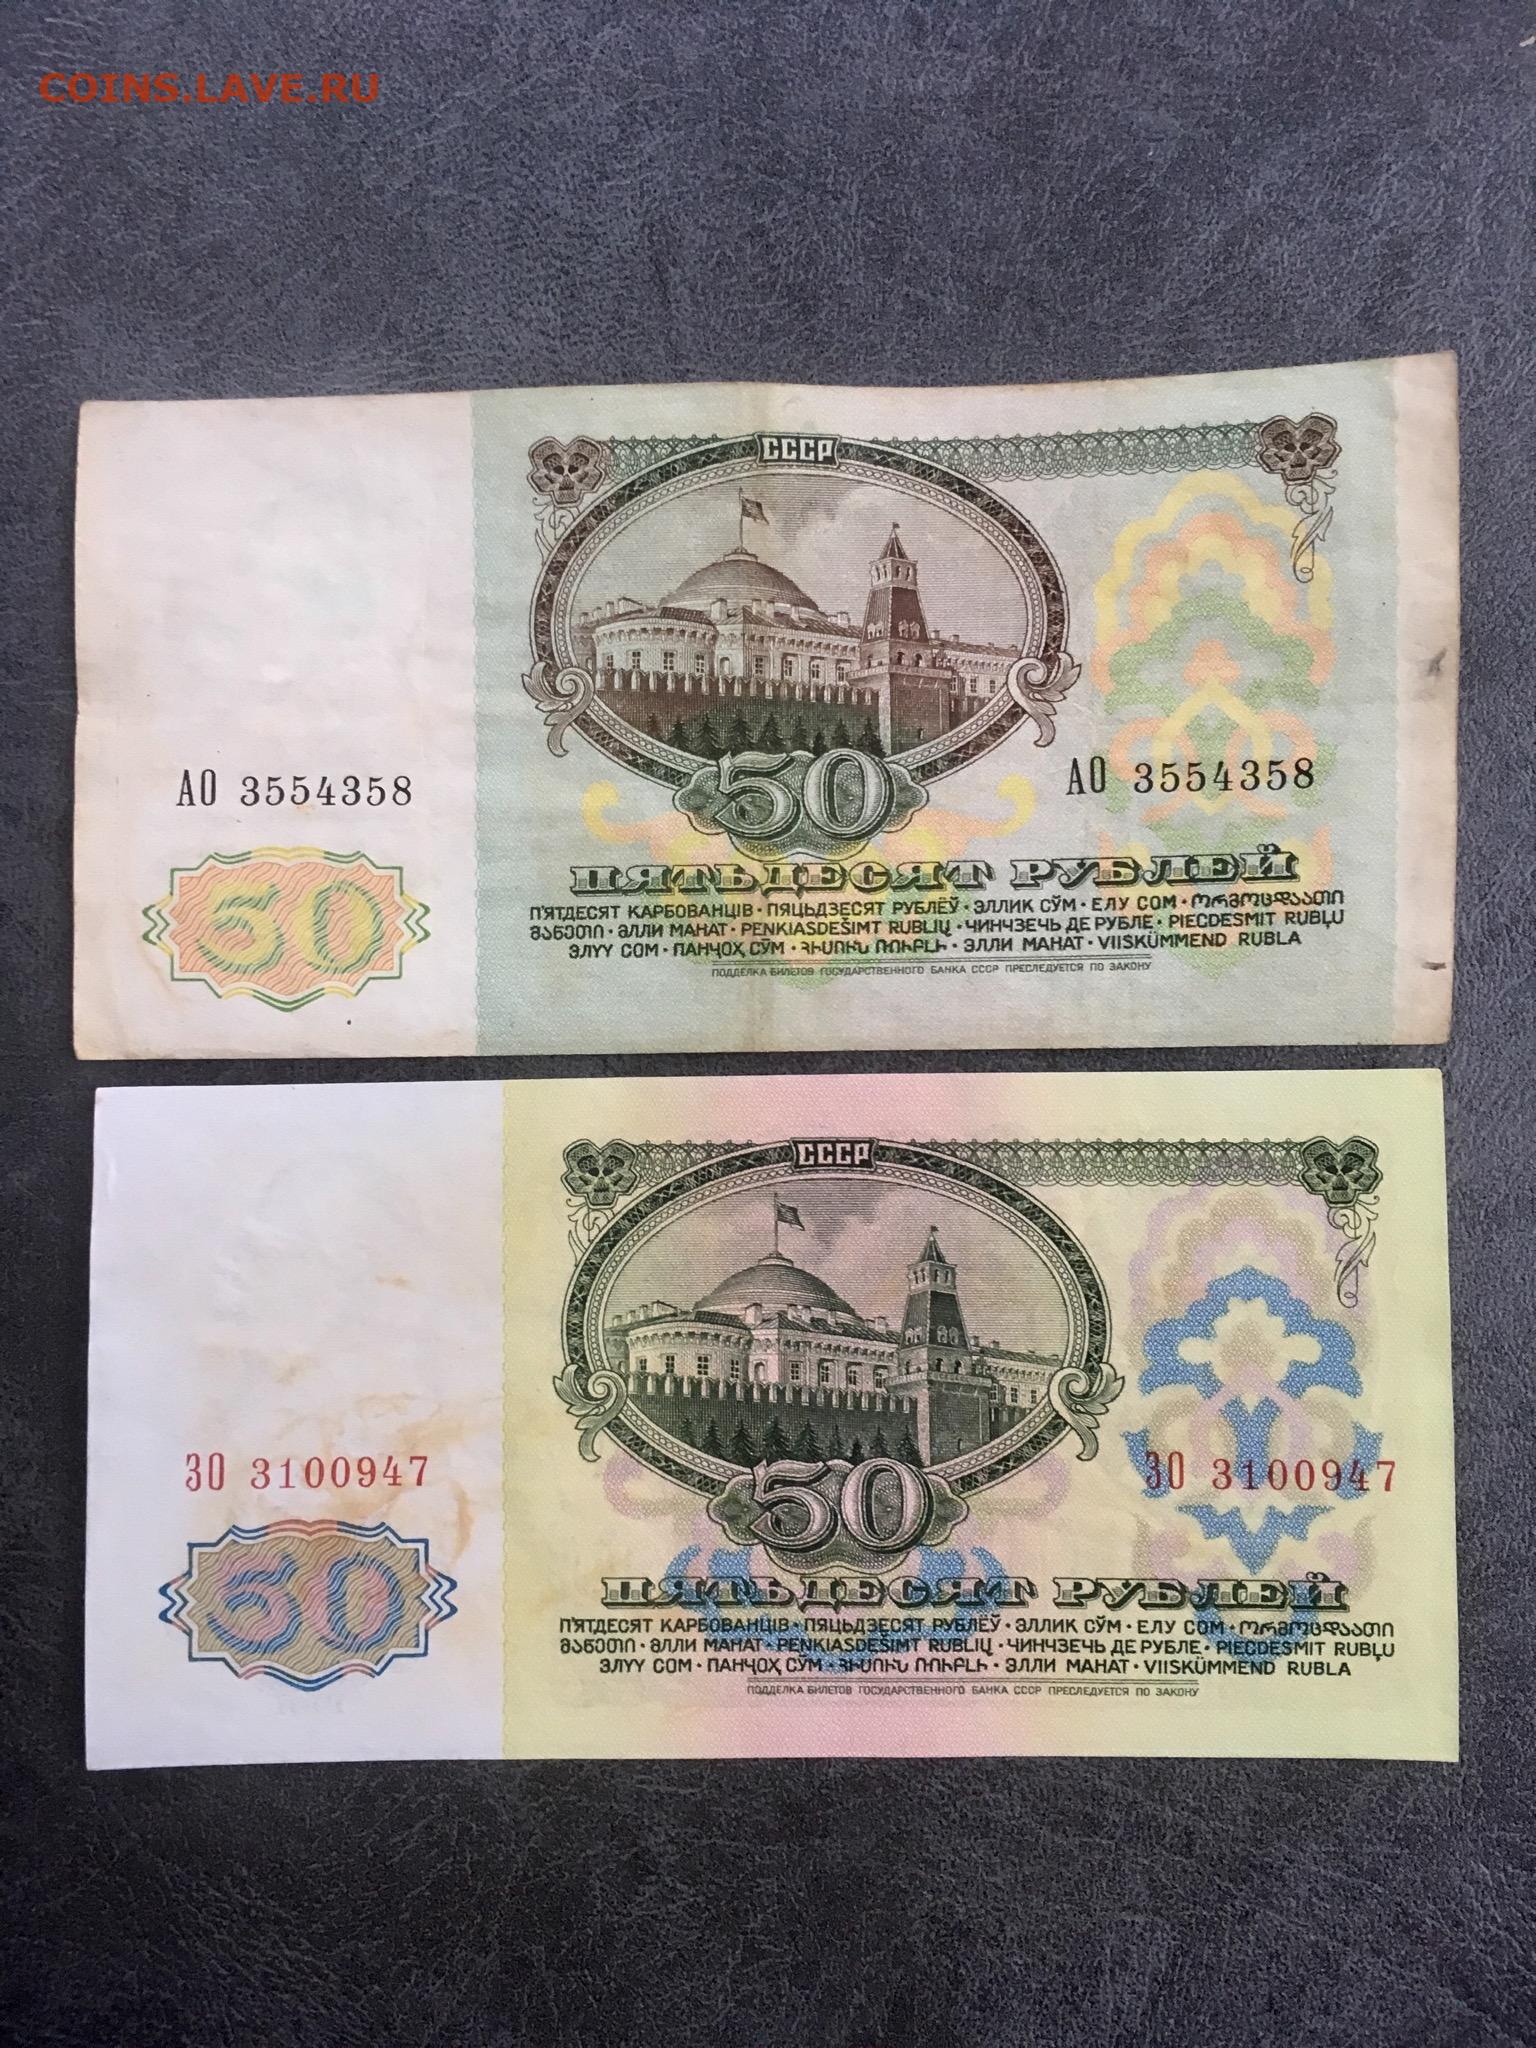 COINS.LAVE.RU
СССР
АО 3554358
50
АО 3554358
50
ПЯТЬДЕСЯТ РУБЛЕЙ
П'ЯТДЕСЯТ КАРБОВАНЦІВ · ПЯЦЬДЗЕСЯТ РУБЛЁЎ · ЭЛЛИК СЎМ · ЕЛУ СОМ · ᲝᲠᲛᲝᲪᲓᲐᲐᲗᲘ
ᲛᲐᲜᲔᲗᲘ · ӘЛЛИ МАНАТ · PENKIASDEŠIMT RUBLIŲ · ЧИНЧЗЕЧЬ ДЕ РУБЛЕ · PIECDESMIT RUBĻU
ЭЛУУ СОМ · ПАНҶОҲ СӮМ · ՀԻՍՈՒՆ ՌՈՒԲԼԻ · ЭЛЛИ МАНАТ · VIISKÜMMEND RUBLA
ПОДДЕЛКА БИЛЕТОВ ГОСУДАРСТВЕННОГО БАНКА СССР ПРЕСЛЕДУЕТСЯ ПО ЗАКОНУ
СССР
ЗО 3100947
50
ЗО 3100947
50
ПЯТЬДЕСЯТ РУБЛЕЙ
П'ЯТДЕСЯТ КАРБОВАНЦІВ · ПЯЦЬДЗЕСЯТ РУБЛЁЎ · ЭЛЛИК СЎМ · ЕЛУ СОМ · ᲝᲠᲛᲝᲪᲓᲐᲐᲗᲘ
ᲛᲐᲜᲔᲗᲘ · ӘЛЛИ МАНАТ · PENKIASDEŠIMT RUBLIŲ · ЧИНЧЗЕЧЬ ДЕ РУБЛЕ · PIECDESMIT RUBĻU
ЭЛУУ СОМ · ПАНҶОҲ СӮМ · ՀԻՍՈՒՆ ՌՈՒԲԼԻ · ЭЛЛИ МАНАТ · VIISKÜMMEND RUBLA
ПОДДЕЛКА БИЛЕТОВ ГОСУДАРСТВЕННОГО БАНКА СССР ПРЕСЛЕДУЕТСЯ ПО ЗАКОНУ